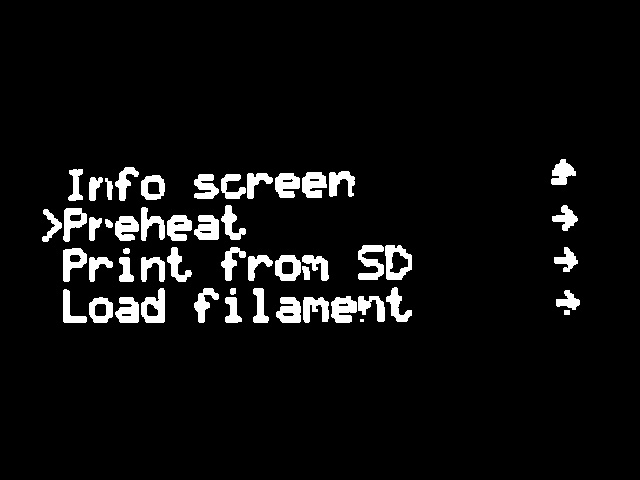 Info screen ↑
>Preheat →
Print from SD →
Load filament →